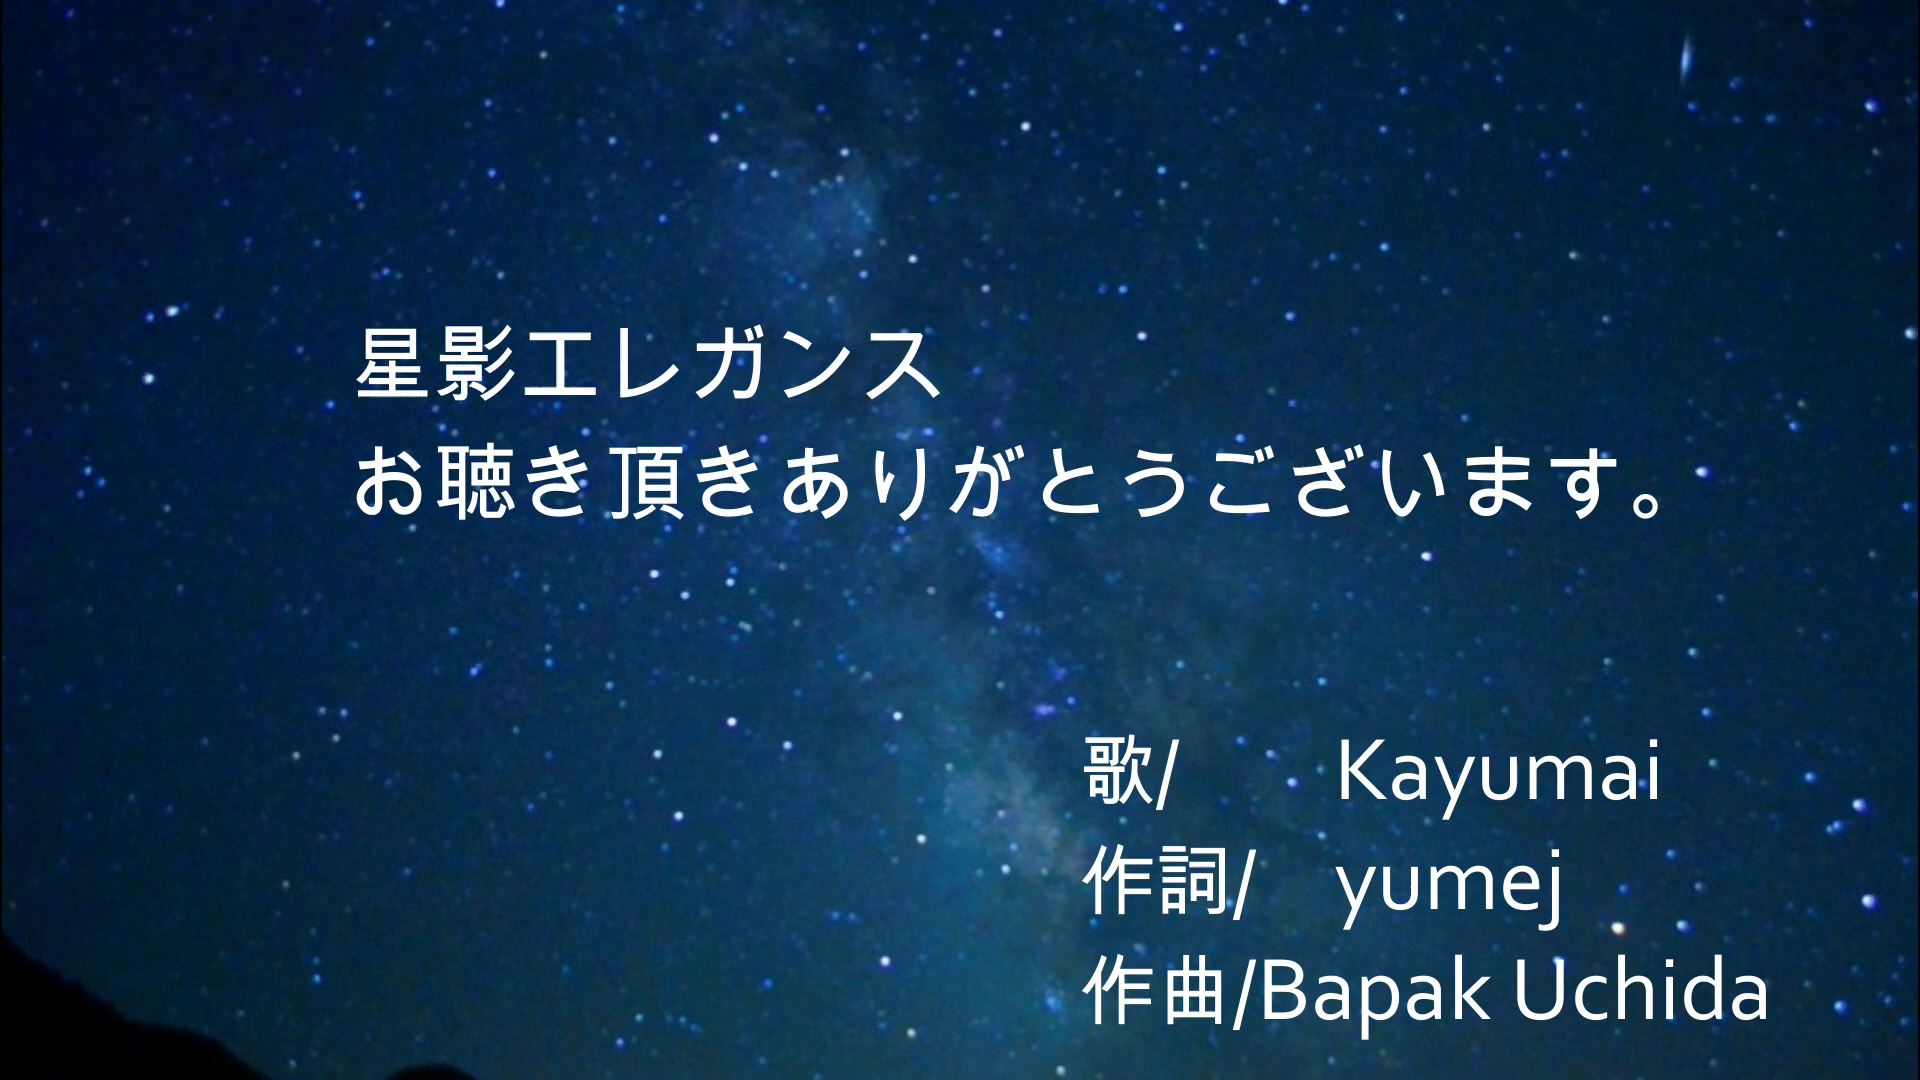 星影エレガンス
お聴き頂きありがとうございます。
歌/　　Kayumai
作詞/　yumej
作曲/Bapak Uchida